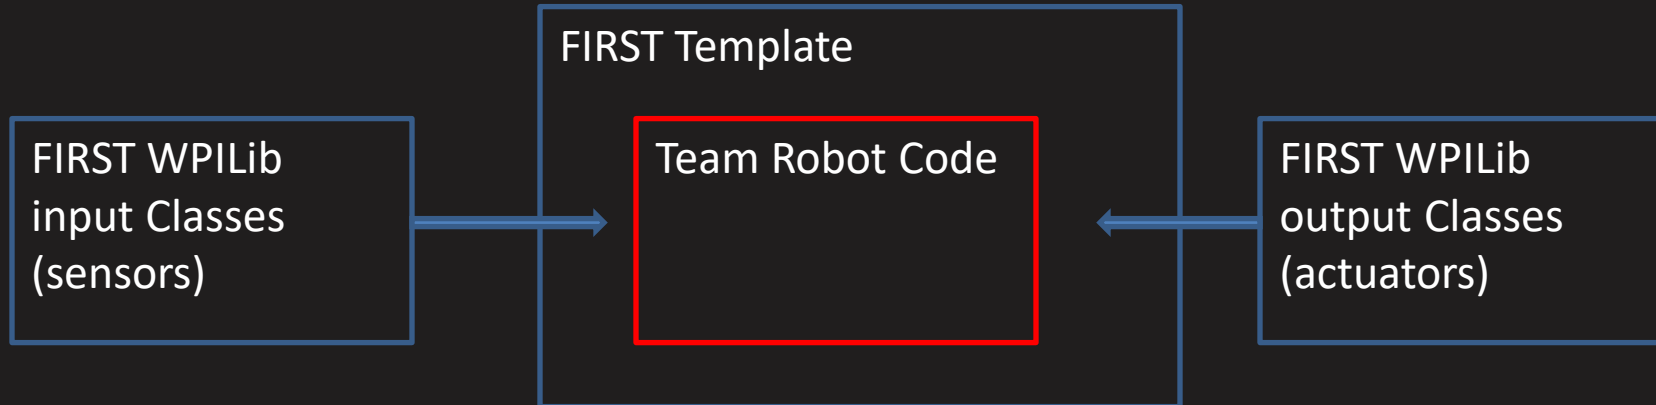 FIRST Template
FIRST WPILib
input Classes
(sensors)
Team Robot Code
FIRST WPILib
output Classes
(actuators)